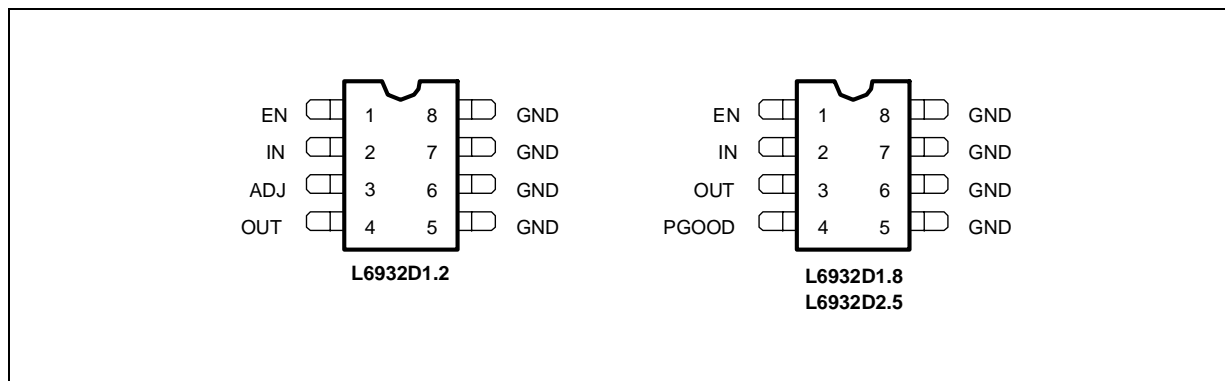 EN 1 8 GND
IN 2 7 GND
ADJ 3 6 GND
OUT 4 5 GND
L6932D1.2
EN 1 8 GND
IN 2 7 GND
OUT 3 6 GND
PGOOD 4 5 GND
L6932D1.8
L6932D2.5